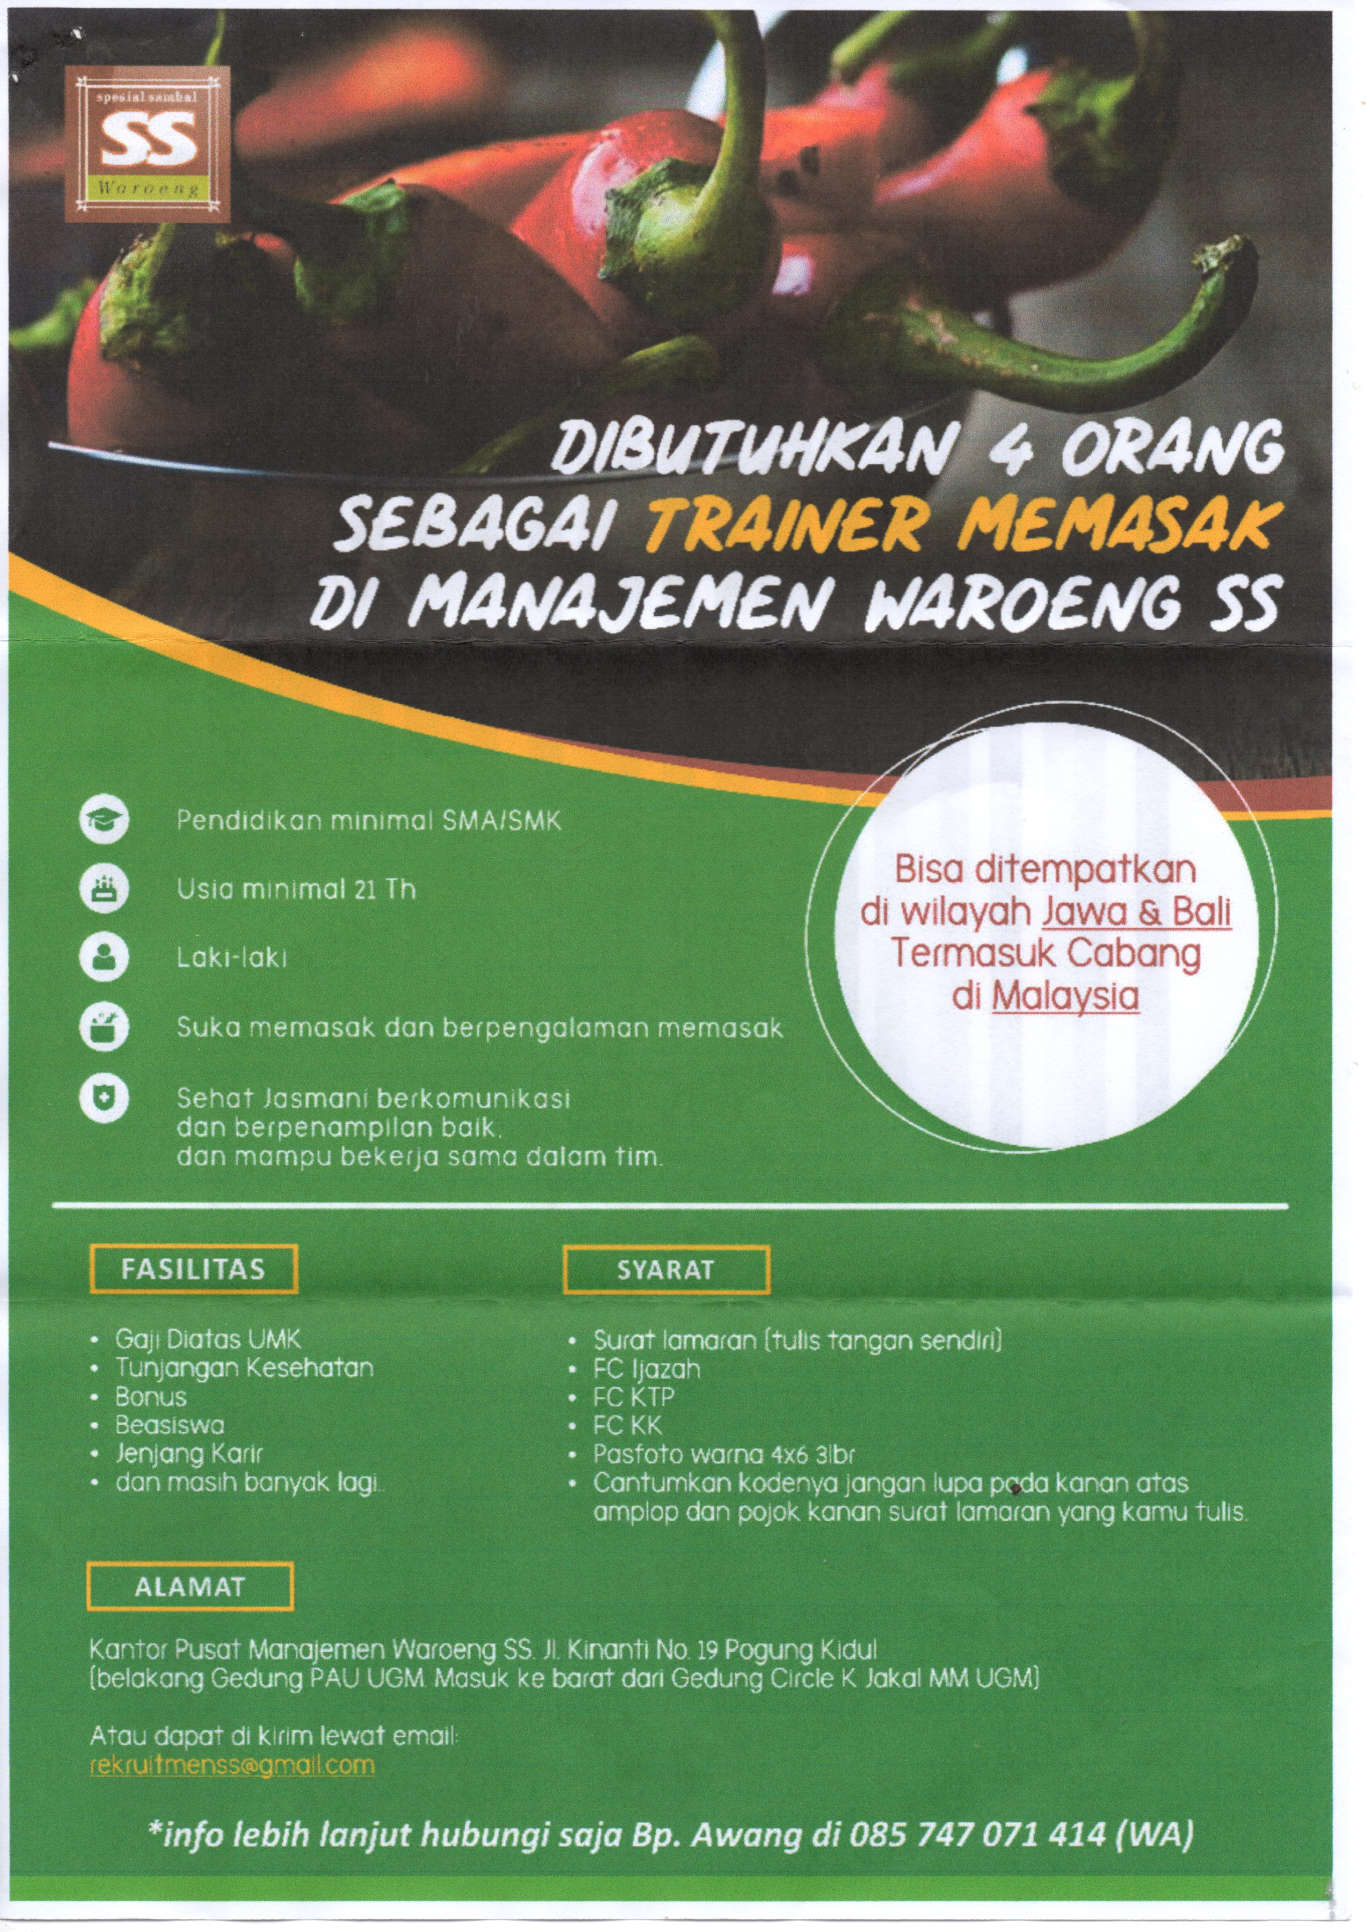 spesial sambal
SS
Waroeng
DIBUTUHKAN 4 ORANG
SEBAGAI TRAINER MEMASAK
DI MANAJEMEN WAROENG SS
Pendidikan minimal SMA/SMK
Usia minimal 21 Th
Laki-laki
Suka memasak dan berpengalaman memasak
Sehat Jasmani berkomunikasi
dan berpenampilan baik,
dan mampu bekerja sama dalam tim.
Bisa ditempatkan
di wilayah Jawa & Bali
Termasuk Cabang
di Malaysia
FASILITAS
• Gaji Diatas UMK
• Tunjangan Kesehatan
• Bonus
• Beasiswa
• Jenjang Karir
• dan masih banyak lagi..
SYARAT
• Surat lamaran (tulis tangan sendiri)
• FC Ijazah
• FC KTP
• FC KK
• Pasfoto warna 4x6 3lbr
• Cantumkan kodenya jangan lupa pada kanan atas
amplop dan pojok kanan surat lamaran yang kamu tulis.
ALAMAT
Kantor Pusat Manajemen Waroeng SS. Jl. Kinanti No. 19 Pogung Kidul
(belakang Gedung PAU UGM. Masuk ke barat dari Gedung Circle K Jakal MM UGM)
Atau dapat di kirim lewat email:
rekruitmenss@gmail.com
*info lebih lanjut hubungi saja Bp. Awang di 085 747 071 414 (WA)